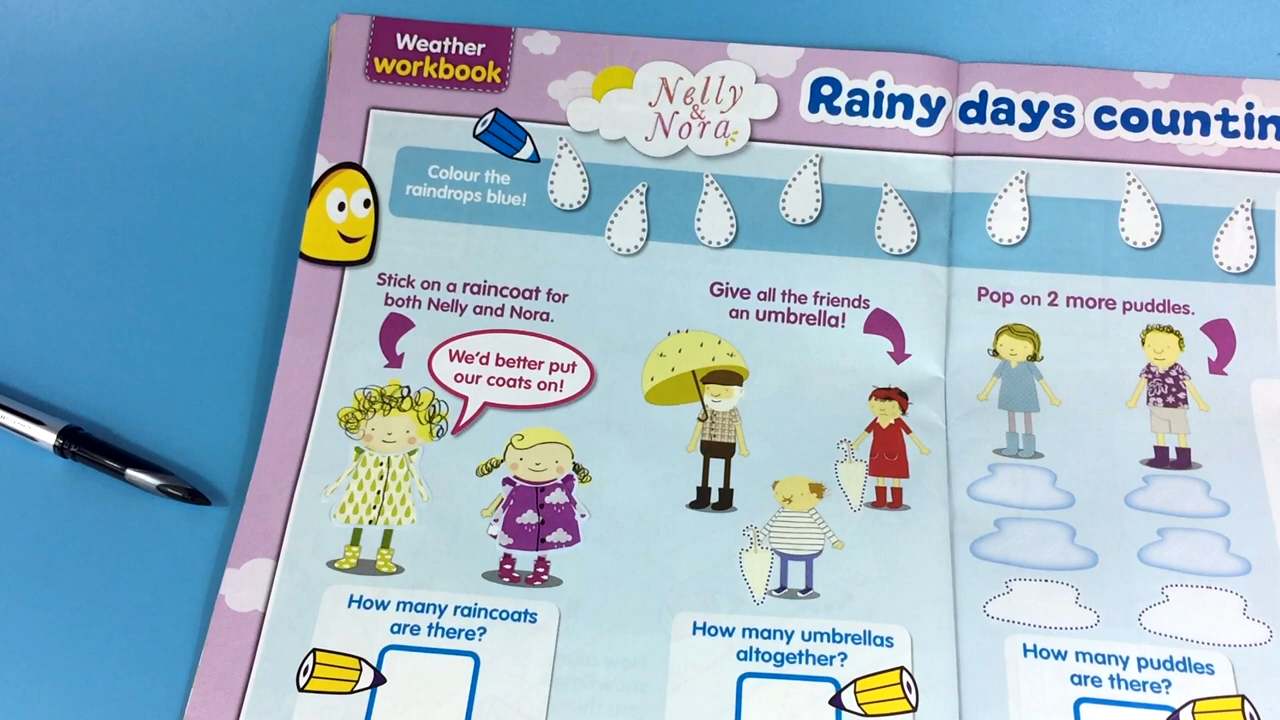 Weather
workbook
Nelly
&
Nora
Rainy days countin
Colour the
raindrops blue!
Stick on a raincoat for
both Nelly and Nora.
We'd better put
our coats on!
Give all the friends
an umbrella!
Pop on 2 more puddles.
How many raincoats
are there?
How many umbrellas
altogether?
How many puddles
are there?